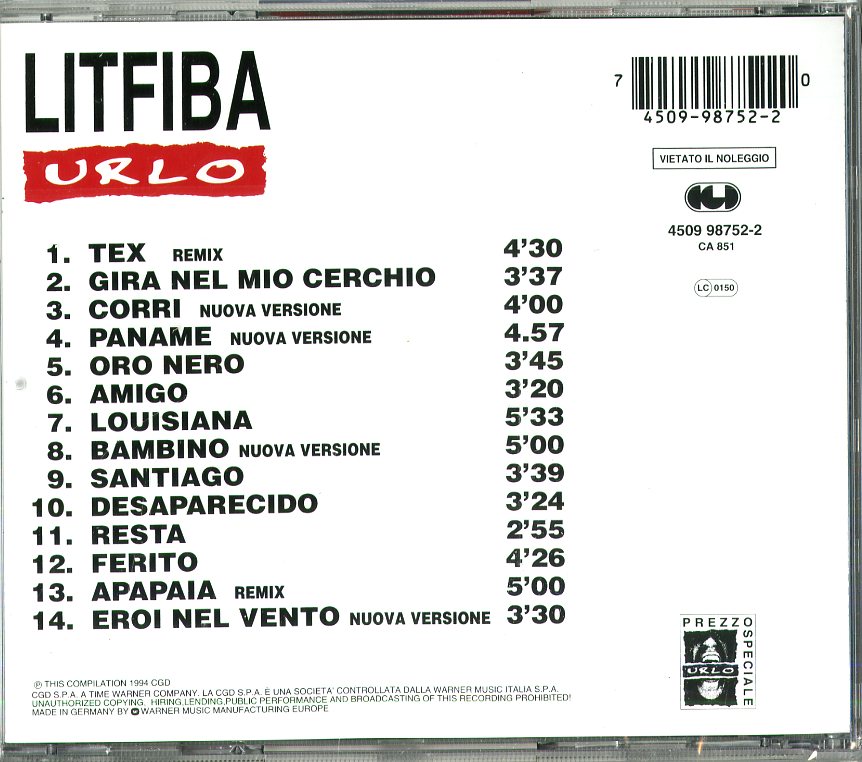 LITFIBA
URLO
7 4509-98752-2 0
VIETATO IL NOLEGGIO
CGD
4509 98752-2
CA 851
LC 0150
1. TEX REMIX 4'30
2. GIRA NEL MIO CERCHIO 3'37
3. CORRI NUOVA VERSIONE 4'00
4. PANAME NUOVA VERSIONE 4.57
5. ORO NERO 3'45
6. AMIGO 3'20
7. LOUISIANA 5'33
8. BAMBINO NUOVA VERSIONE 5'00
9. SANTIAGO 3'39
10. DESAPARECIDO 3'24
11. RESTA 2'55
12. FERITO 4'26
13. APAPAIA REMIX 5'00
14. EROI NEL VENTO NUOVA VERSIONE 3'30
PREZZO SPECIALE
URLO
℗ THIS COMPILATION 1994 CGD
CGD S.P.A. A TIME WARNER COMPANY. LA CGD S.P.A. È UNA SOCIETA' CONTROLLATA DALLA WARNER MUSIC ITALIA S.P.A.
UNAUTHORIZED COPYING. HIRING,LENDING,PUBLIC PERFORMANCE AND BROADCASTING OF THIS RECORDING PROHIBITED!
MADE IN GERMANY BY WARNER MUSIC MANUFACTURING EUROPE